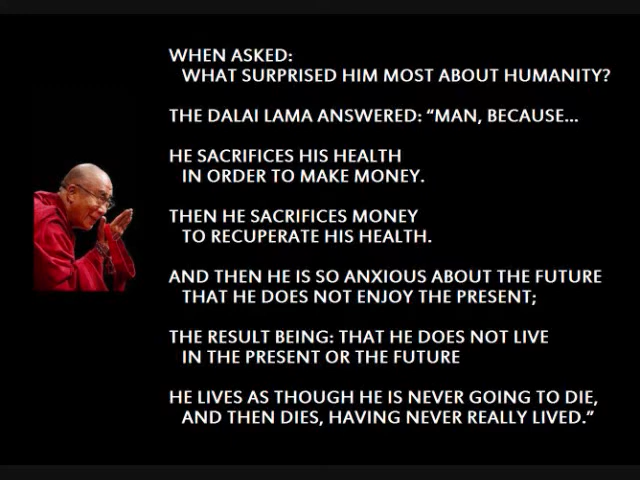 WHEN ASKED:
WHAT SURPRISED HIM MOST ABOUT HUMANITY?
THE DALAI LAMA ANSWERED: “MAN, BECAUSE...
HE SACRIFICES HIS HEALTH
IN ORDER TO MAKE MONEY.
THEN HE SACRIFICES MONEY
TO RECUPERATE HIS HEALTH.
AND THEN HE IS SO ANXIOUS ABOUT THE FUTURE
THAT HE DOES NOT ENJOY THE PRESENT;
THE RESULT BEING: THAT HE DOES NOT LIVE
IN THE PRESENT OR THE FUTURE
HE LIVES AS THOUGH HE IS NEVER GOING TO DIE,
AND THEN DIES, HAVING NEVER REALLY LIVED.”